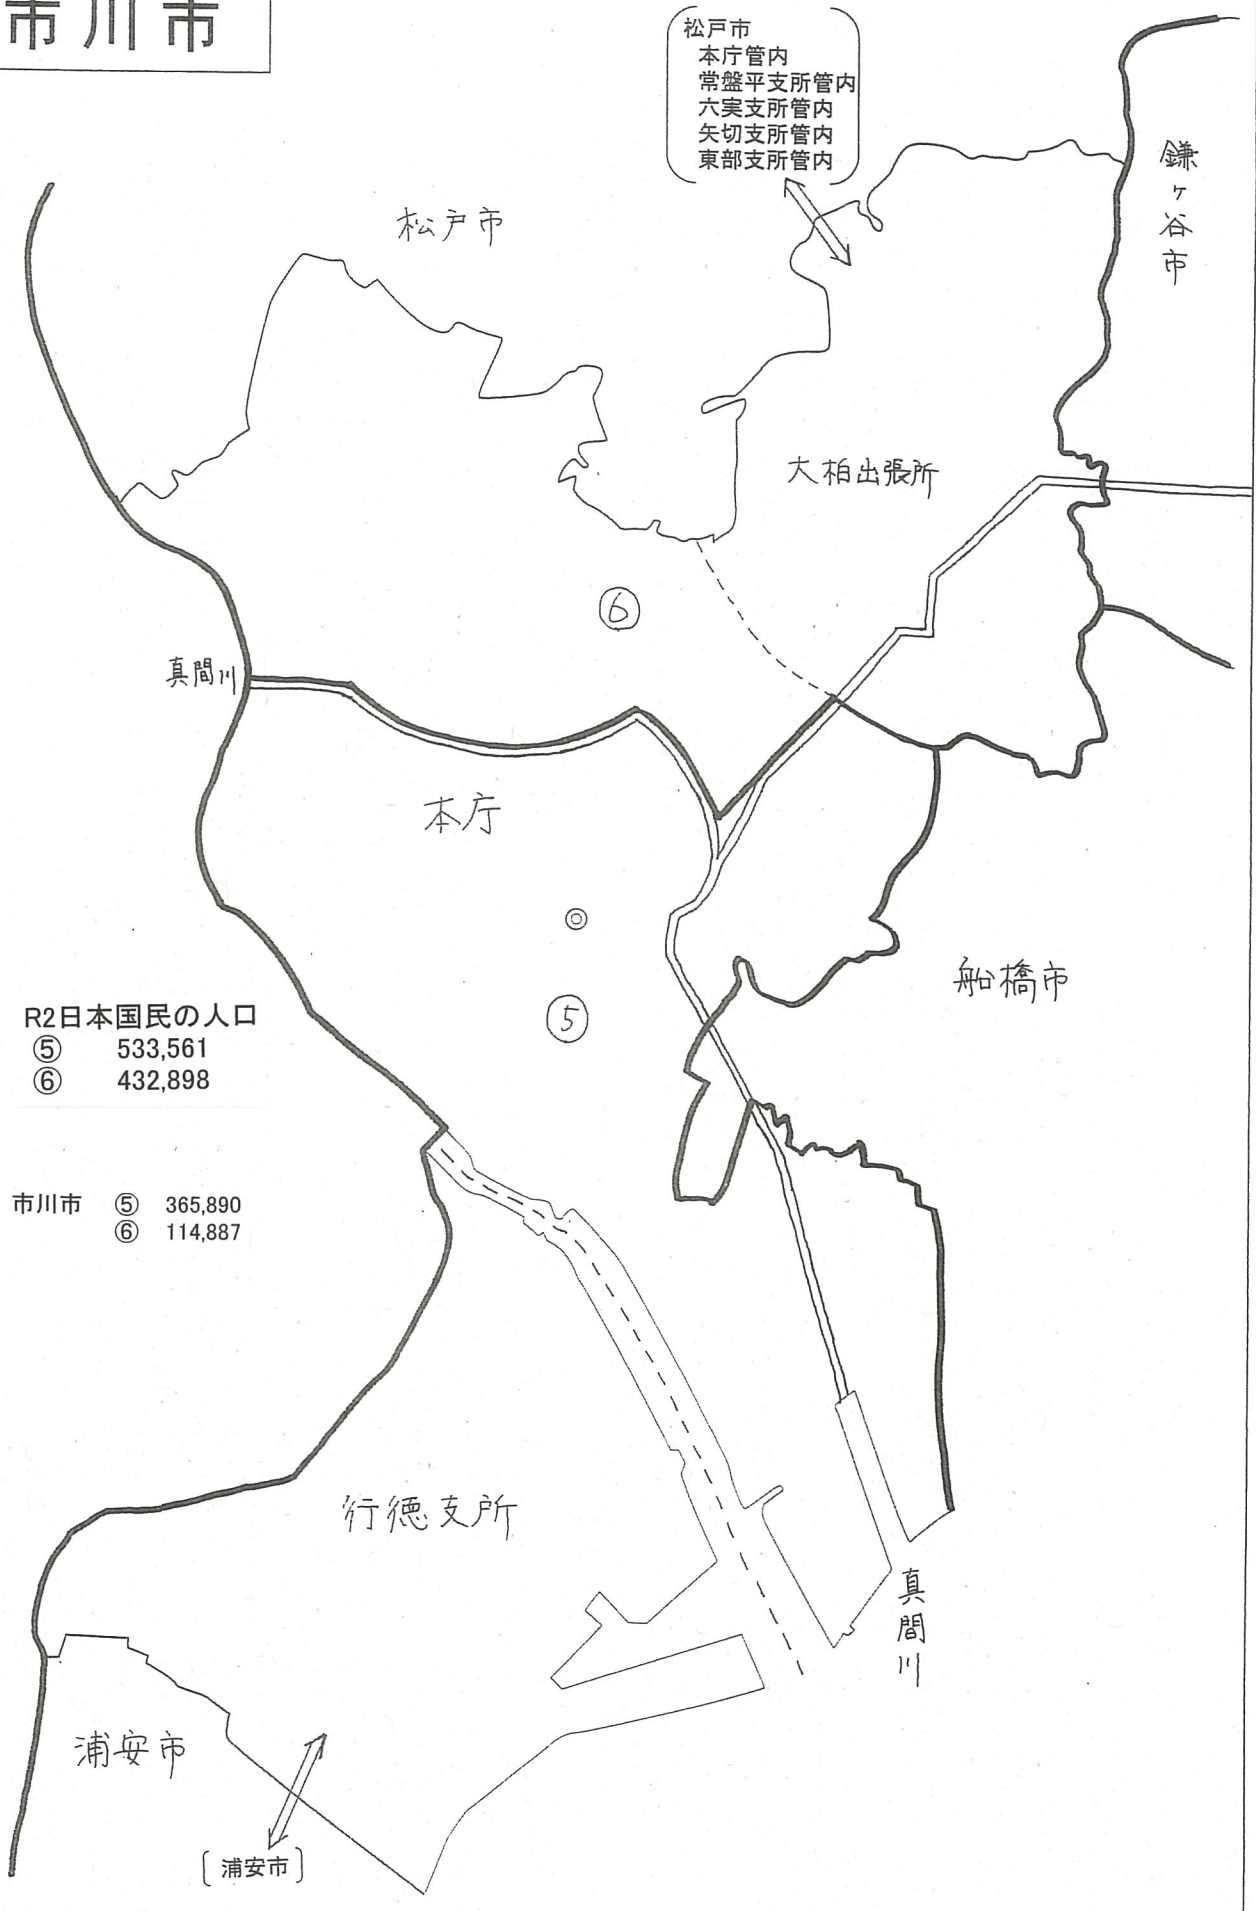 市川市
松戸市
本庁管内
常盤平支所管内
六実支所管内
矢切支所管内
東部支所管内
鎌ヶ谷市
松戸市
大柏出張所
⑥
真間川
本庁
◎
⑤
船橋市
R2日本国民の人口
⑤ 533,561
⑥ 432,898
市川市 ⑤ 365,890
⑥ 114,887
行徳支所
真間川
浦安市
〔浦安市〕